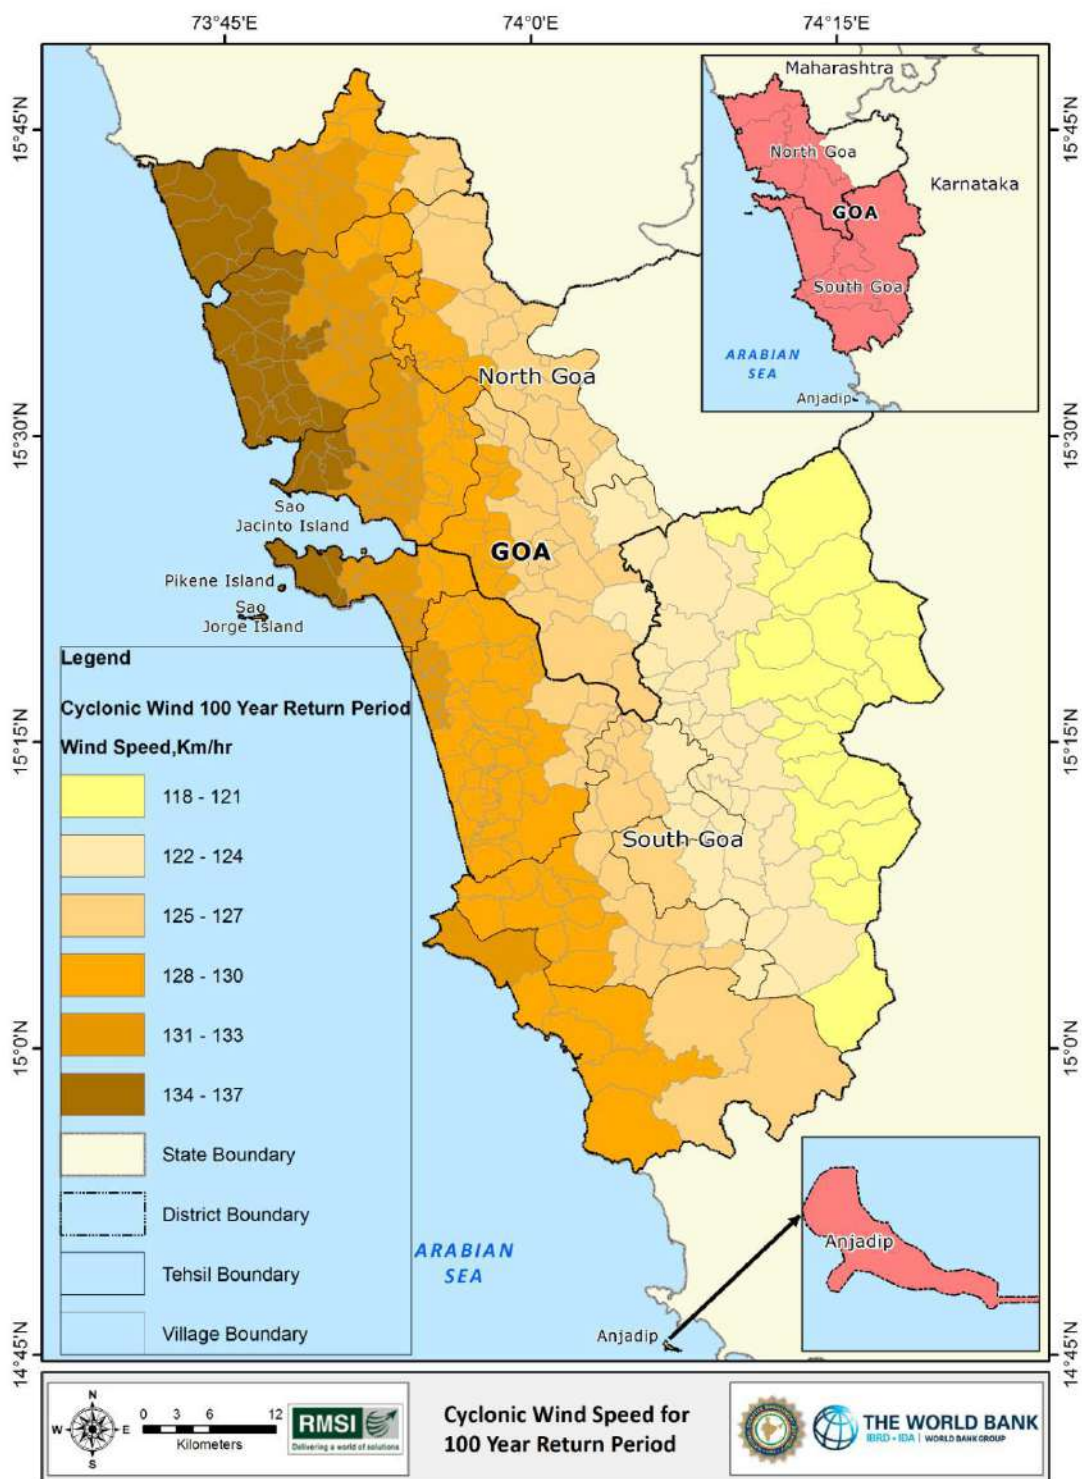 73°45'E
74°0'E
74°15'E
15°45'N
15°30'N
15°15'N
15°0'N
14°45'N
15°45'N
15°30'N
15°15'N
15°0'N
14°45'N
Maharashtra
North Goa
Karnataka
GOA
South Goa
ARABIAN
SEA
Anjadip
North Goa
GOA
South Goa
Sao
Jacinto Island
Pikene Island
Sao
Jorge Island
Legend
Cyclonic Wind 100 Year Return Period
Wind Speed,Km/hr
118 - 121
122 - 124
125 - 127
128 - 130
131 - 133
134 - 137
State Boundary
District Boundary
Tehsil Boundary
Village Boundary
ARABIAN
SEA
Anjadip
Anjadip
N
W E
S
0 3 6 12
Kilometers
RMSI
Delivering a world of solutions
Cyclonic Wind Speed for
100 Year Return Period
THE WORLD BANK
IBRD • IDA | WORLD BANK GROUP